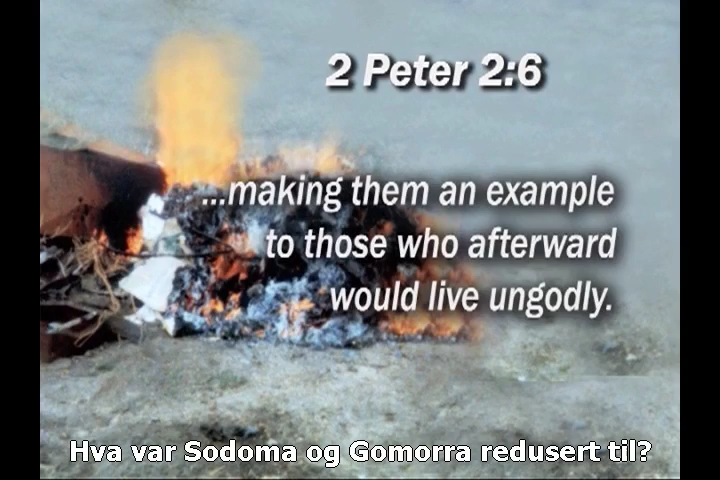 2 Peter 2:6
...making them an example
to those who afterward
would live ungodly.
Hva var Sodoma og Gomorra redusert til?